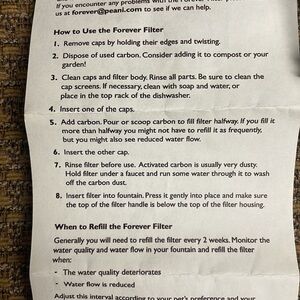 If you encounter any problems with the Forever Filter,
us at forever@peani.com to see if we can help.
How to Use the Forever Filter
1. Remove caps by holding their edges and twisting.
2. Dispose of used carbon. Consider adding it to compost or your
garden!
3. Clean caps and filter body. Rinse all parts. Be sure to clean the
cap screens. If necessary, clean with soap and water, or
place in the top rack of the dishwasher.
4. Insert one of the caps.
5. Add carbon. Pour or scoop carbon to fill filter halfway. If you fill it
more than halfway you might not have to refill it as frequently,
but you might also see reduced water flow.
6. Insert the other cap.
7. Rinse filter before use. Activated carbon is usually very dusty.
Hold filter under a faucet and run some water through it to wash
off the carbon dust.
8. Insert filter into fountain. Press it gently into place and make sure
the top of the filter handle is below the top of the filter housing.
When to Refill the Forever Filter
Generally you will need to refill the filter every 2 weeks. Monitor the
water quality and water flow in your fountain and refill the filter
when:
- The water quality deteriorates
- Water flow is reduced
Adjust this interval according to your pet's preference and your